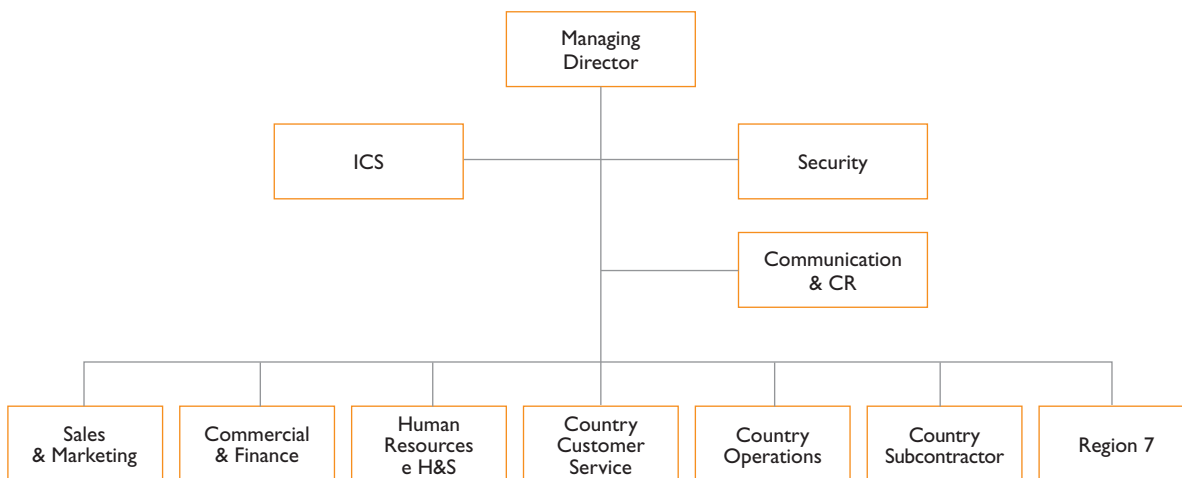 Managing
Director
ICS
Security
Communication
& CR
Sales
& Marketing
Commercial
& Finance
Human
Resources
e H&S
Country
Customer
Service
Country
Operations
Country
Subcontractor
Region 7